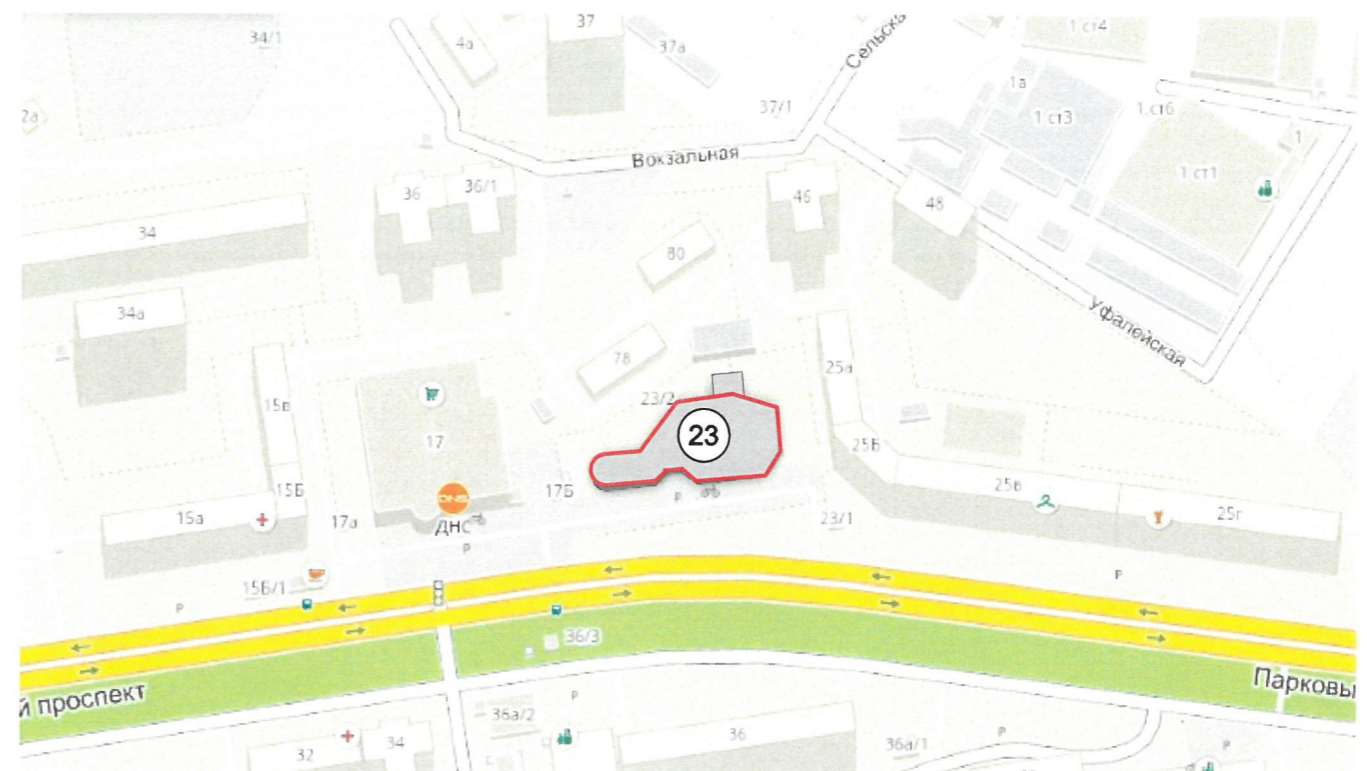 34/1
4а
37
37а
Сельска
1 ст4
2а
37/1
1а
1 ст3
1.ст6
1
1 ст1
Вокзальная
36
36/1
46
48
34
80
34а
Уфалейская
78
25а
15в
23/2
17
23
25Б
15Б
17Б
25в
15а
17а
ДНС
P
23/1
25г
P
P
15Б/1
P
36/3
й проспект
Парковы
P
36а/2
36
36а/1
P
P
32
34